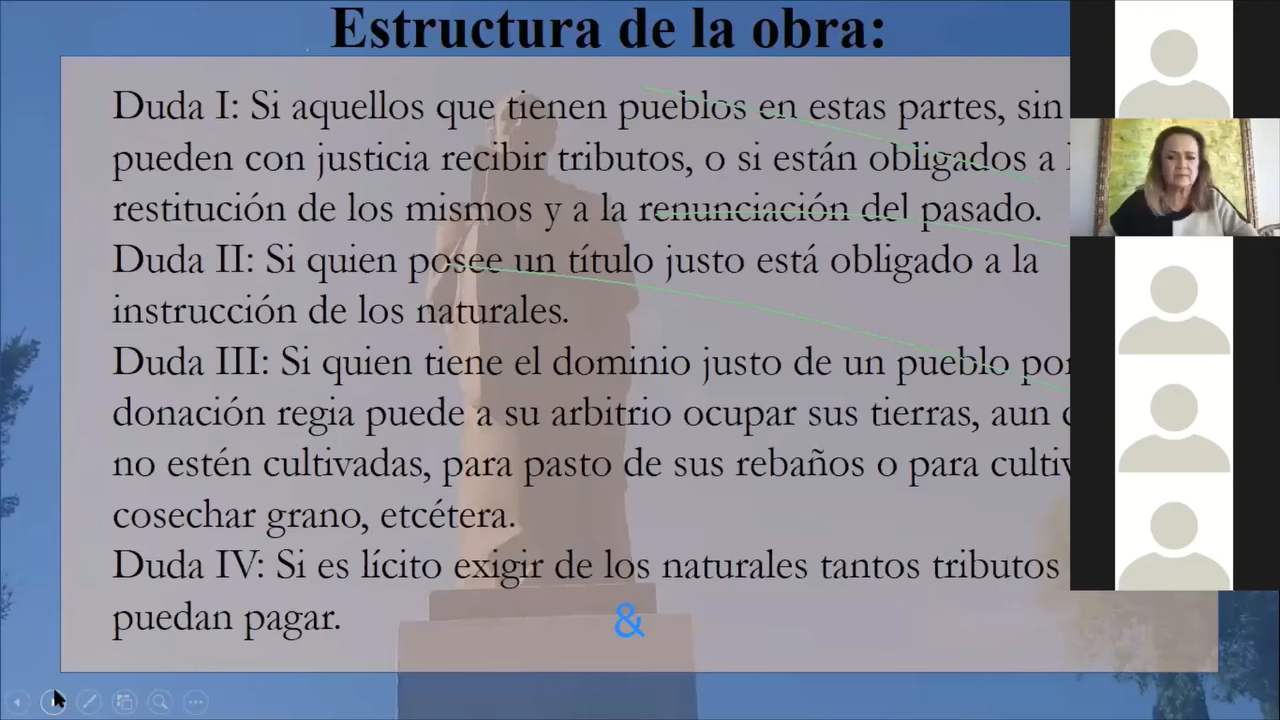 Estructura de la obra:
Duda I: Si aquellos que tienen pueblos en estas partes, sin
pueden con justicia recibir tributos, o si están obligados a
restitución de los mismos y a la renunciación del pasado.
Duda II: Si quien posee un título justo está obligado a la
instrucción de los naturales.
Duda III: Si quien tiene el dominio justo de un pueblo por
donación regia puede a su arbitrio ocupar sus tierras, aun
no estén cultivadas, para pasto de sus rebaños o para
cosechar grano, etcétera.
Duda IV: Si es lícito exigir de los naturales tantos tributos
puedan pagar.
&